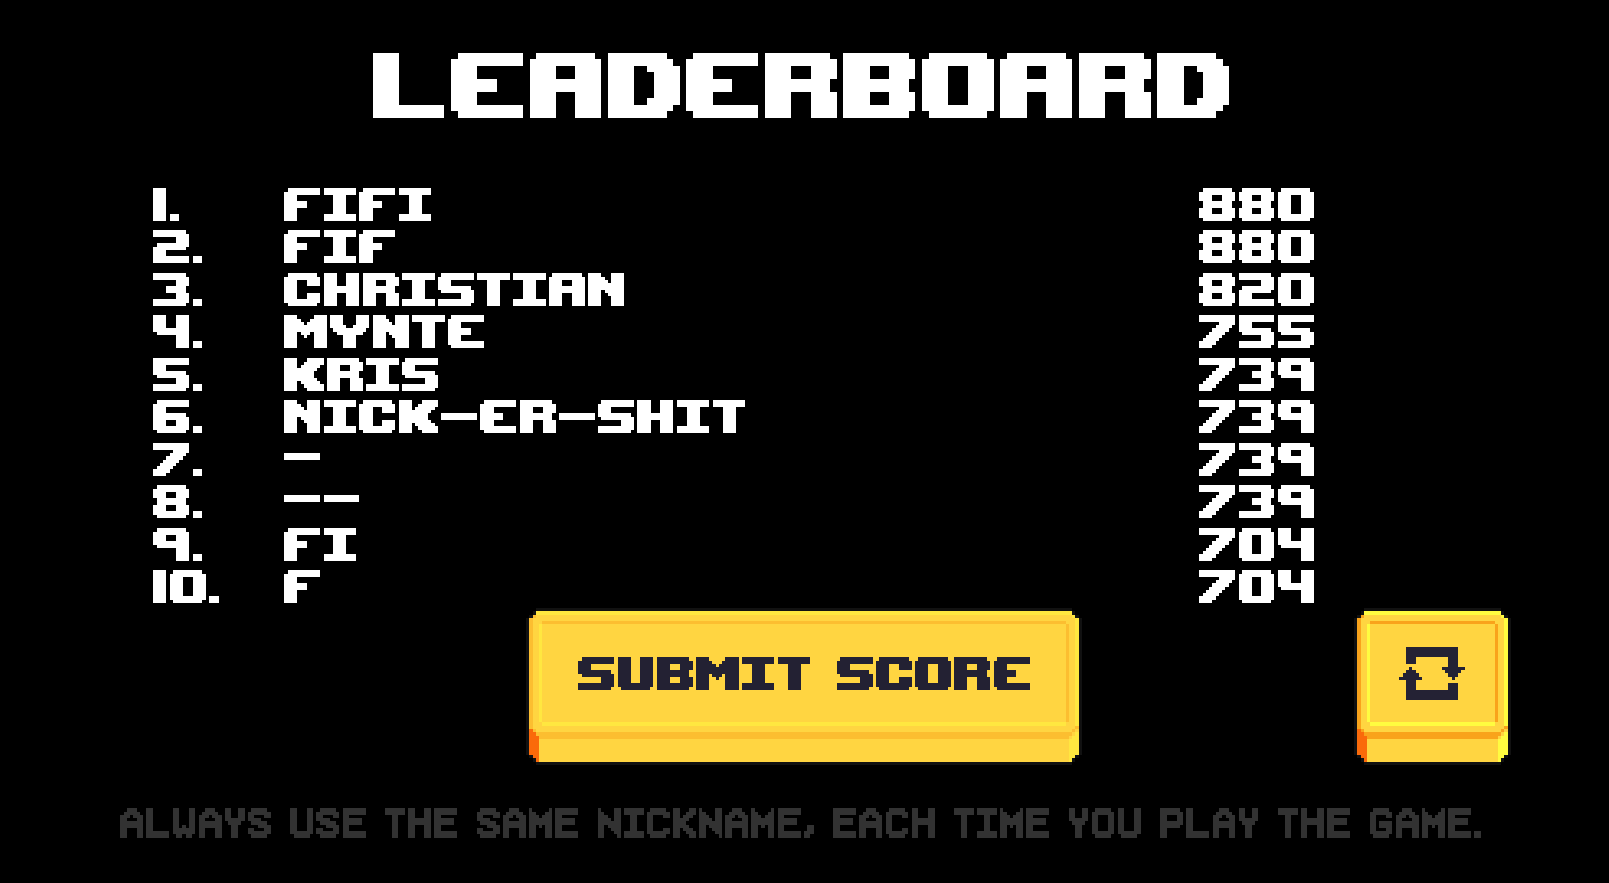 LEADERBOARD
1. FIFI 880
2. FIF 880
3. CHRISTIAN 820
4. MYNTE 755
5. KRIS 739
6. NICK-ER-SHIT 739
7. - 739
8. -- 739
9. FI 704
10. F 704
SUBMIT SCORE
ALWAYS USE THE SAME NICKNAME, EACH TIME YOU PLAY THE GAME.